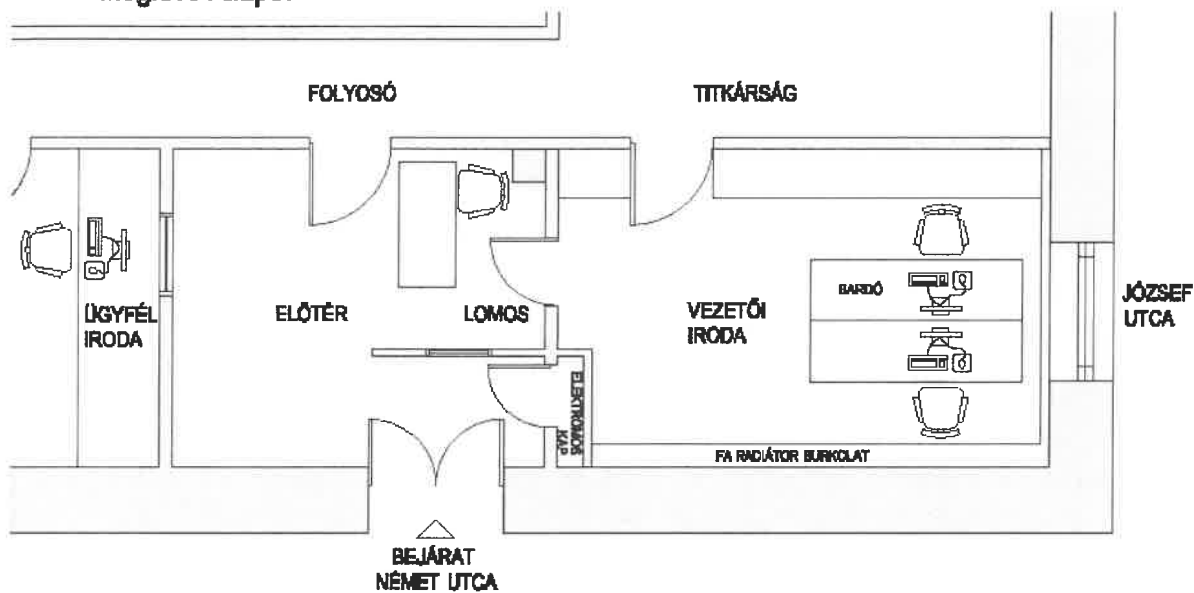 FOLYOSÓ
TITKÁRSÁG
ÜGYFÉL
IRODA
ELŐTÉR
LOMOS
VEZETŐI
IRODA
BARDÓ
JÓZSEF
UTCA
ELEKTROMOS
KAP
FA RADIÁTOR BURKOLAT
BEJÁRAT
NÉMET UTCA